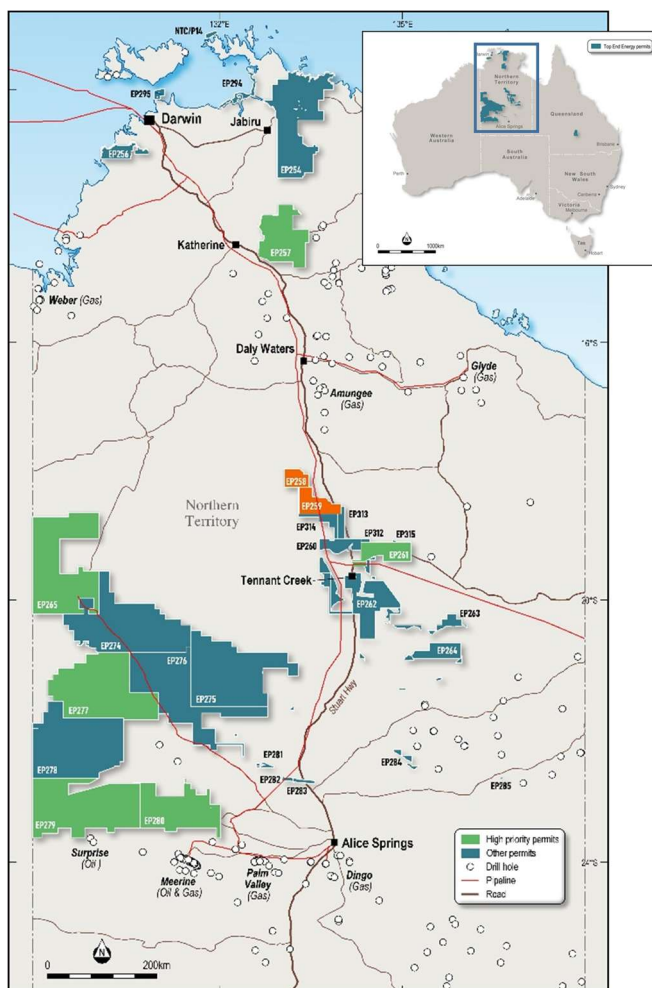 132°E
135°E
NTC/P14
EP295
EP294
Darwin
Jabiru
EP256
EP254
Katherine
EP257
Weber (Gas)
Daly Waters
16°S
Glyde
(Gas)
Amungee
(Gas)
EP258
EP259
EP313
Northern
Territory
EP314
EP312
EP315
EP260
EP261
Tennant Creek
EP265
EP262
20°S
EP263
EP274
EP264
EP276
EP275
EP277
Stuart Hwy
EP281
EP284
EP278
EP282
EP283
EP285
EP279
EP280
Alice Springs
Surprise
(Oil)
Meerine
(Oil & Gas)
Palm
Valley
(Gas)
Dingo
(Gas)
24°S
High priority permits
Other permits
Drill hole
Pipeline
Road
N
0
200km
Top End Energy permits
Darwin
Northern
Territory
Queensland
Alice Springs
Western
Australia
South
Australia
Brisbane
New South
Wales
Perth
Sydney
Adelaide
Canberra
Victoria
Melbourne
Tas
Hobart
0
1000km